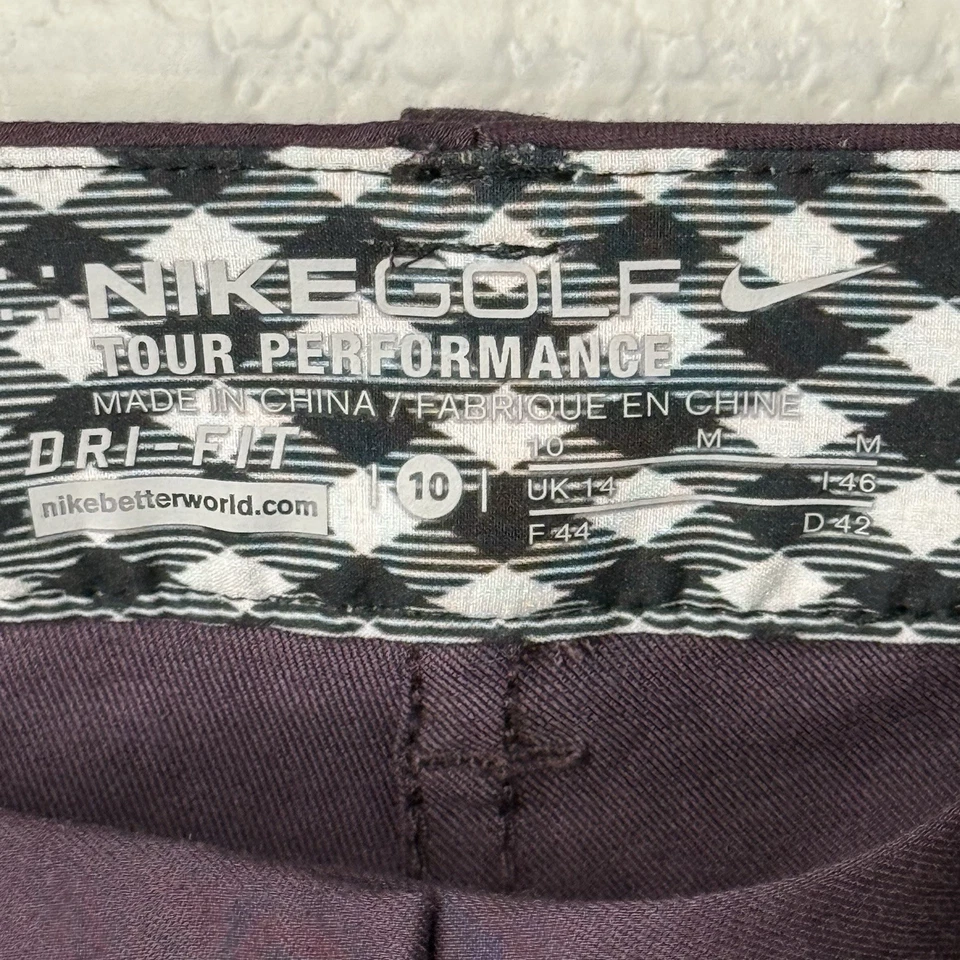 NIKEGOLF
TOUR PERFORMANCE
MADE IN CHINA / FABRIQUE EN CHINE
DRI-FIT
nikebetterworld.com
| 10 |
10 M M
UK 14 I 46
F 44 D 42